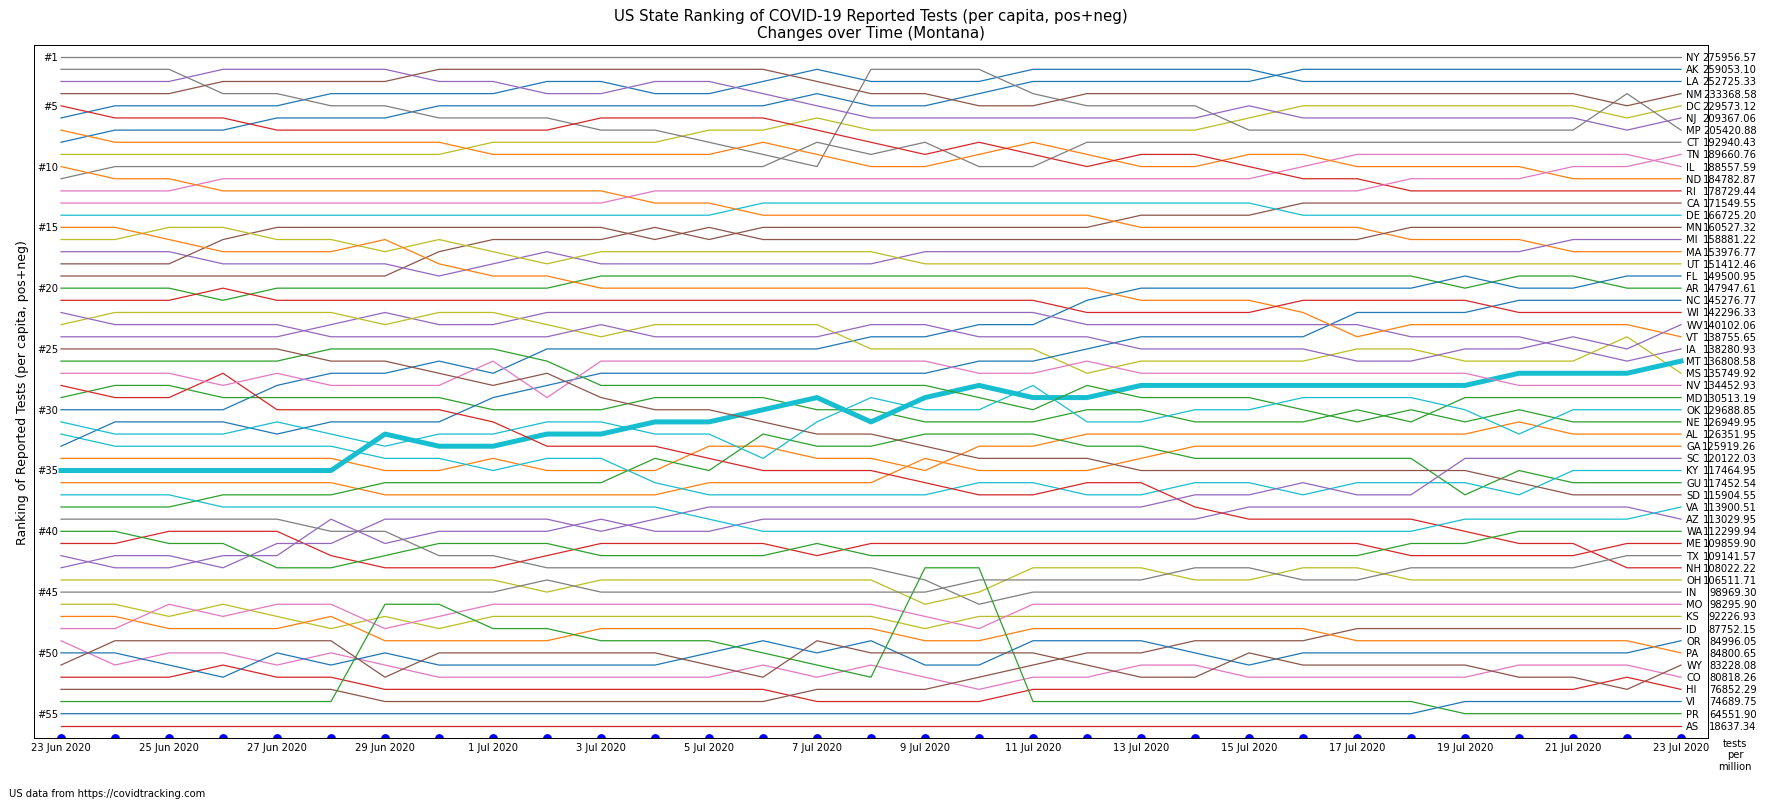 US State Ranking of COVID-19 Reported Tests (per capita, pos+neg)
Changes over Time (Montana)
Ranking of Reported Tests (per capita, pos+neg)
#1
#5
#10
#15
#20
#25
#30
#35
#40
#45
#50
#55
NY 275956.57
AK 259053.10
LA 252725.33
NM 233368.58
DC 229573.12
NJ 209367.06
MP 205420.88
CT 192940.43
TN 189660.76
IL 188557.59
ND 184782.87
RI 178729.44
CA 171549.55
DE 166725.20
MN 160527.32
MI 158881.22
MA 153976.77
UT 151412.46
FL 149500.95
AR 147947.61
NC 145276.77
WI 142296.33
WV 140102.06
VT 138755.65
IA 138280.93
MT 136808.58
MS 135749.92
NV 134452.93
MD 130513.19
OK 129688.85
NE 126949.95
AL 126351.95
GA 125919.26
SC 120122.03
KY 117464.95
GU 117452.54
SD 115904.55
VA 113900.51
AZ 113029.95
WA 112299.94
ME 109859.90
TX 109141.57
NH 108022.22
OH 106511.71
IN 98969.30
MO 98295.90
KS 92226.93
ID 87752.15
OR 84996.05
PA 84800.65
WY 83228.08
CO 80818.26
HI 76852.29
VI 74689.75
PR 64551.90
AS 18637.34
23 Jun 2020 25 Jun 2020 27 Jun 2020 29 Jun 2020 1 Jul 2020 3 Jul 2020 5 Jul 2020 7 Jul 2020 9 Jul 2020 11 Jul 2020 13 Jul 2020 15 Jul 2020 17 Jul 2020 19 Jul 2020 21 Jul 2020 23 Jul 2020
tests
per
million
US data from https://covidtracking.com